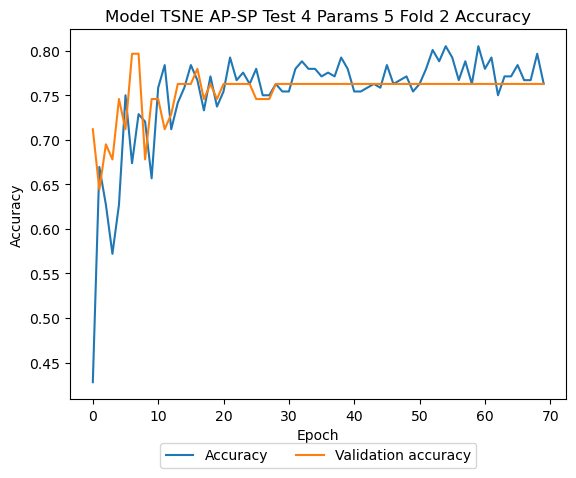 Model TSNE AP-SP Test 4 Params 5 Fold 2 Accuracy
0.80
0.75
0.70
0.65
0.60
0.55
0.50
0.45
Accuracy
0 10 20 30 40 50 60 70
Epoch
Accuracy Validation accuracy